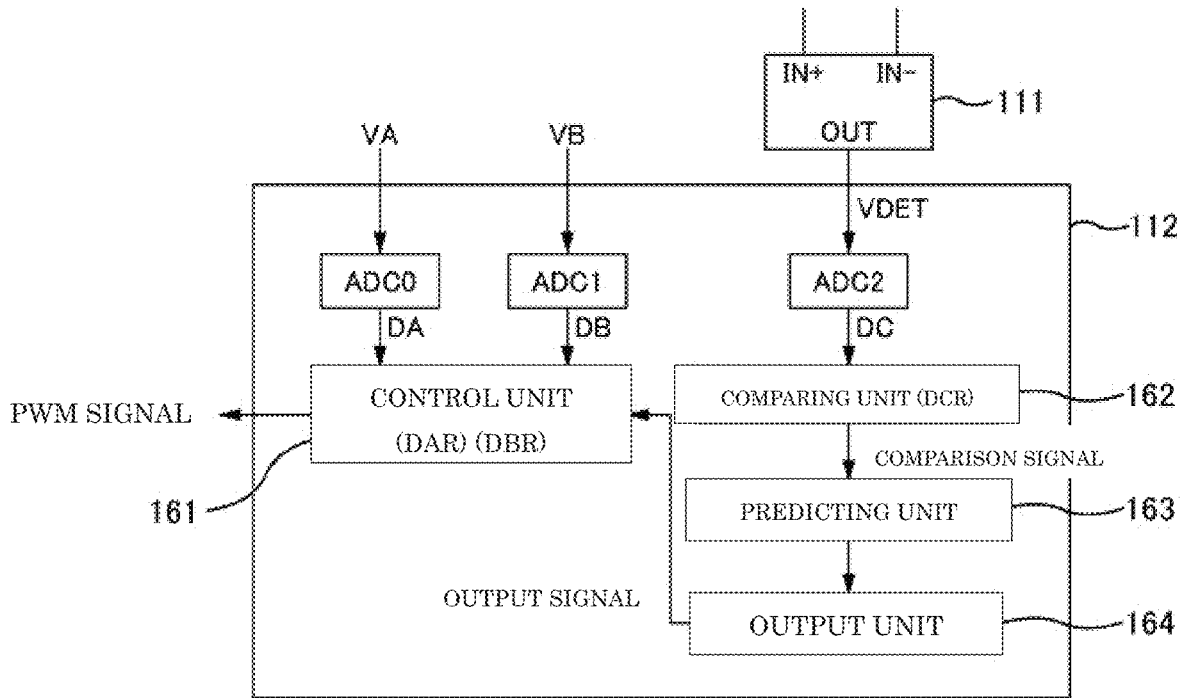 IN+ IN-
111
OUT
VA
VB
VDET
112
ADC0
ADC1
ADC2
DA
DB
DC
PWM SIGNAL
CONTROL UNIT
(DAR) (DBR)
COMPARING UNIT (DCR)
162
COMPARISON SIGNAL
161
PREDICTING UNIT
163
OUTPUT SIGNAL
OUTPUT UNIT
164